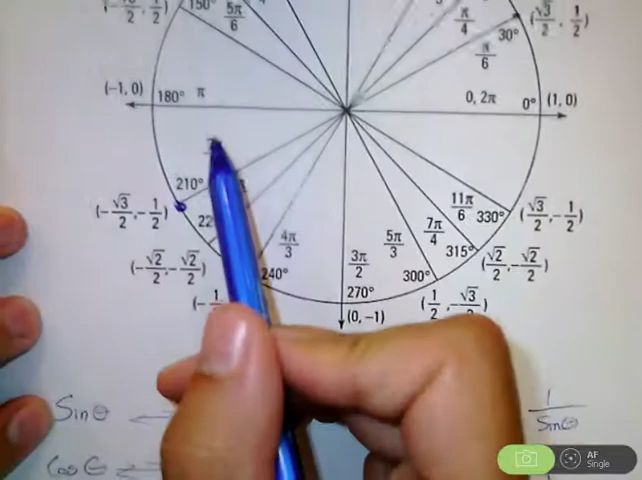 150° 5π/6
π/4 30° (√3/2, 1/2)
π/6
(-1, 0) 180° π 0, 2π 0° (1, 0)
210°
(-√3/2, -1/2) 11π/6 330° (√3/2, -1/2)
4π/3 3π/2 5π/3 7π/4 315°
(-√2/2, -√2/2) 240° 270° 300° (√2/2, -√2/2)
(0, -1)
Sinθ 1/Sinθ
Cosθ
AF
Single